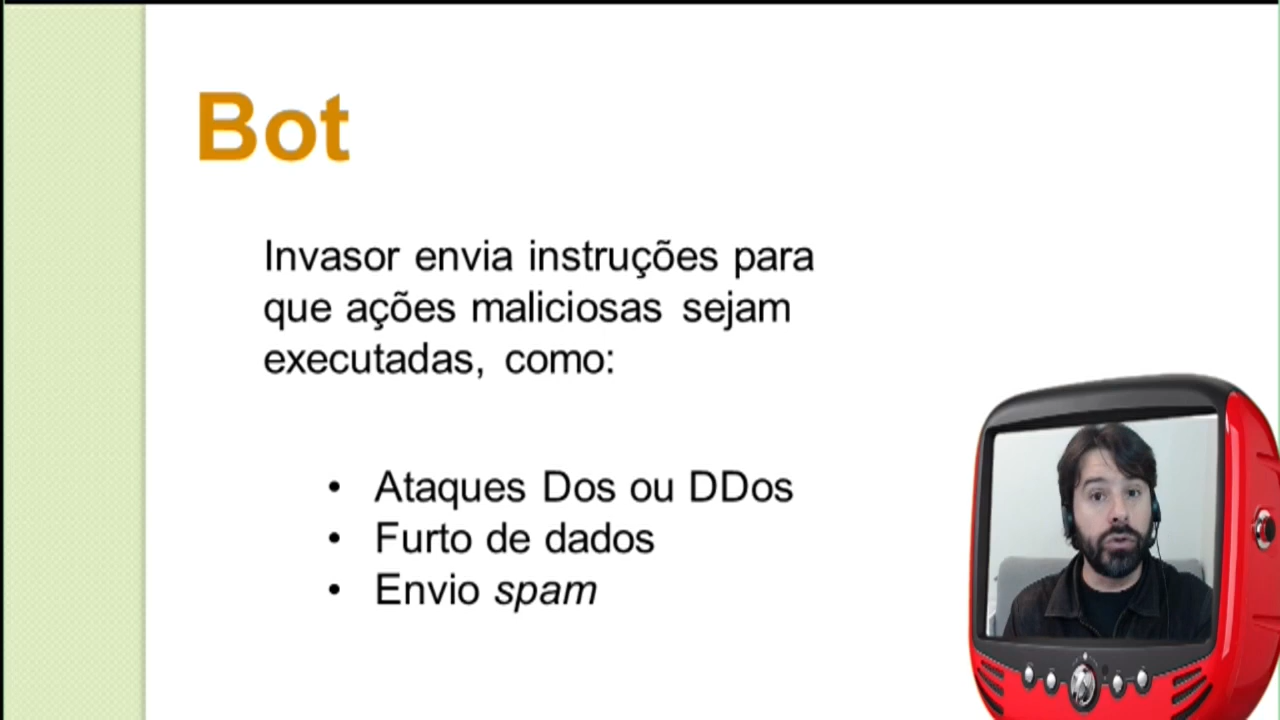 Bot
Invasor envia instruções para
que ações maliciosas sejam
executadas, como:
• Ataques Dos ou DDos
• Furto de dados
• Envio spam